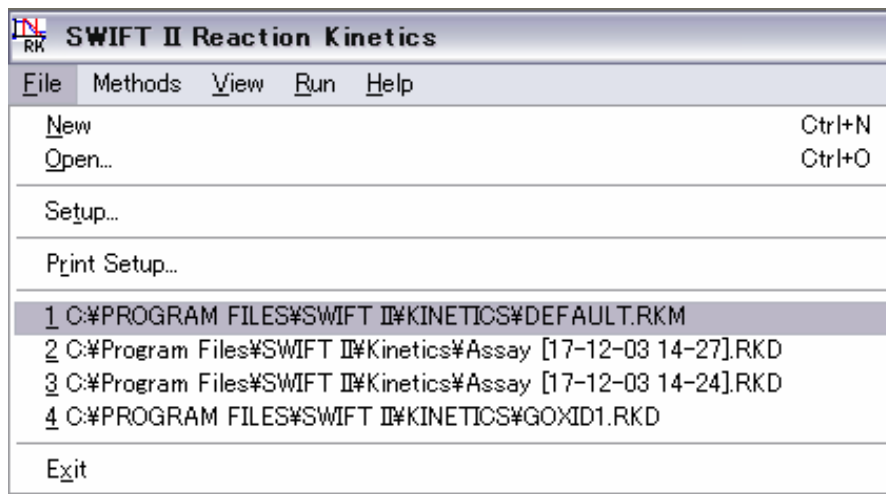 RK SWIFT II Reaction Kinetics
File Methods View Run Help
New Ctrl+N
Open... Ctrl+O
Setup...
Print Setup...
1 C:¥PROGRAM FILES¥SWIFT II¥KINETICS¥DEFAULT.RKM
2 C:¥Program Files¥SWIFT II¥Kinetics¥Assay [17-12-03 14-27].RKD
3 C:¥Program Files¥SWIFT II¥Kinetics¥Assay [17-12-03 14-24].RKD
4 C:¥PROGRAM FILES¥SWIFT II¥KINETICS¥GOXID1.RKD
Exit